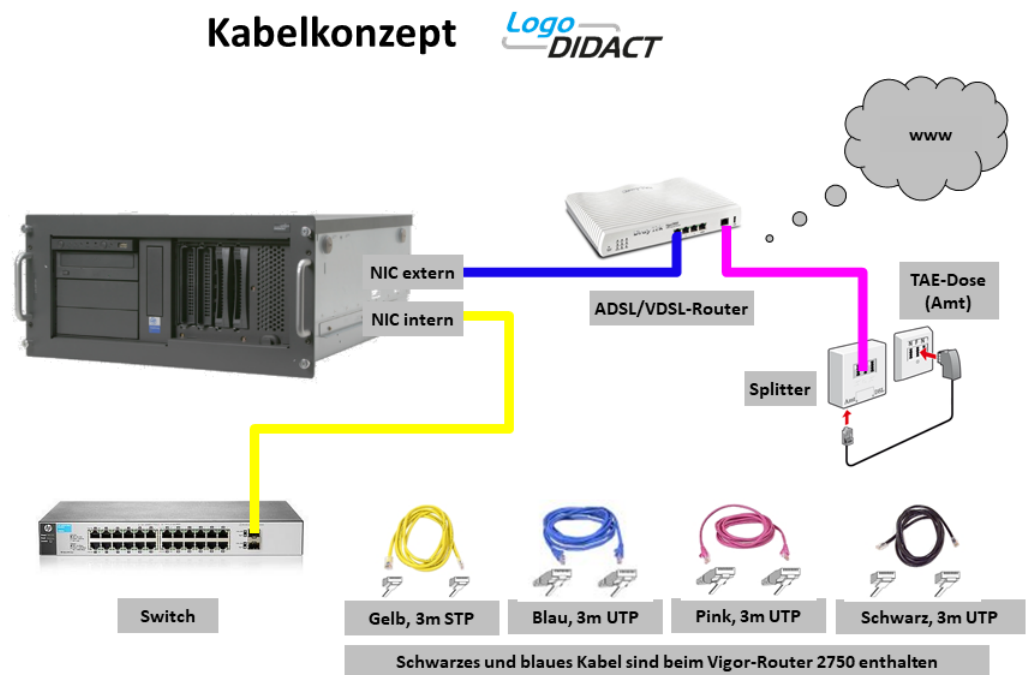 Kabelkonzept
Logo
DIDACT
www
NIC extern
NIC intern
ADSL/VDSL-Router
TAE-Dose
(Amt)
Splitter
Switch
Gelb, 3m STP
Blau, 3m UTP
Pink, 3m UTP
Schwarz, 3m UTP
Schwarzes und blaues Kabel sind beim Vigor-Router 2750 enthalten